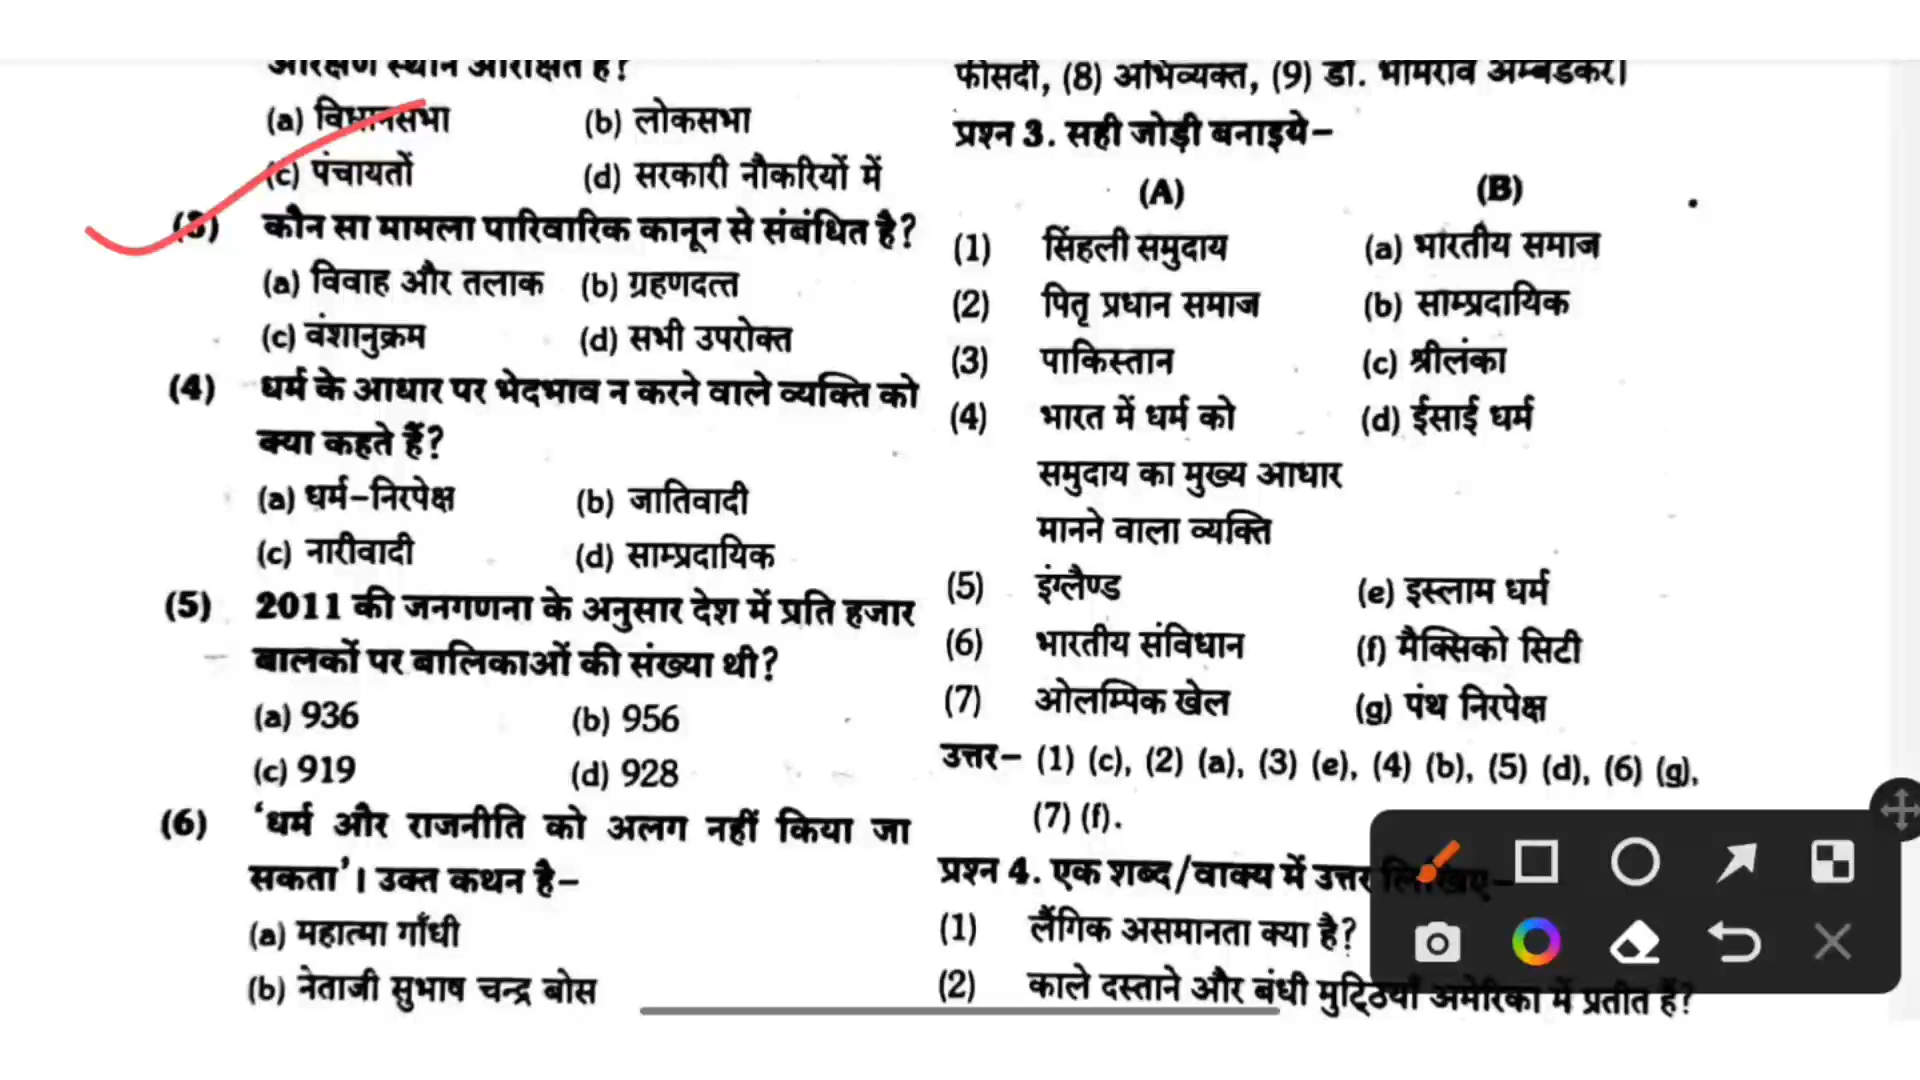 आरक्षण स्थान आरक्षित है?
(a) विधानसभा (b) लोकसभा
(c) पंचायतों (d) सरकारी नौकरियों में
(3) कौन सा मामला पारिवारिक कानून से संबंधित है?
(a) विवाह और तलाक (b) ग्रहणदत्त
(c) वंशानुक्रम (d) सभी उपरोक्त
(4) धर्म के आधार पर भेदभाव न करने वाले व्यक्ति को
क्या कहते हैं?
(a) धर्म-निरपेक्ष (b) जातिवादी
(c) नारीवादी (d) साम्प्रदायिक
(5) 2011 की जनगणना के अनुसार देश में प्रति हजार
बालकों पर बालिकाओं की संख्या थी?
(a) 936 (b) 956
(c) 919 (d) 928
(6) 'धर्म और राजनीति को अलग नहीं किया जा
सकता'। उक्त कथन है-
(a) महात्मा गाँधी
(b) नेताजी सुभाष चन्द्र बोस
फीसदी, (8) अभिव्यक्त, (9) डॉ. भीमराव अम्बेडकर।
प्रश्न 3. सही जोड़ी बनाइये-
(A) (B)
(1) सिंहली समुदाय (a) भारतीय समाज
(2) पितृ प्रधान समाज (b) साम्प्रदायिक
(3) पाकिस्तान (c) श्रीलंका
(4) भारत में धर्म को (d) ईसाई धर्म
समुदाय का मुख्य आधार
मानने वाला व्यक्ति
(5) इंग्लैण्ड (e) इस्लाम धर्म
(6) भारतीय संविधान (f) मैक्सिको सिटी
(7) ओलम्पिक खेल (g) पंथ निरपेक्ष
उत्तर- (1) (c), (2) (a), (3) (e), (4) (b), (5) (d), (6) (g),
(7) (f).
प्रश्न 4. एक शब्द/वाक्य में उत्तर लिखिए-
(1) लैंगिक असमानता क्या है?
(2) काले दस्ताने और बंधी मुट्ठियाँ अमेरिका में प्रतीत हैं?